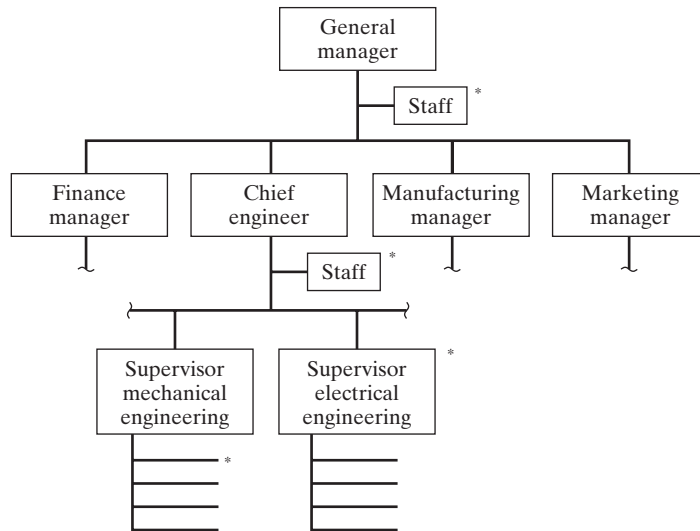 General
manager
Staff *
Finance
manager
Chief
engineer
Manufacturing
manager
Marketing
manager
Staff *
Supervisor
mechanical
engineering
Supervisor *
electrical
engineering
*